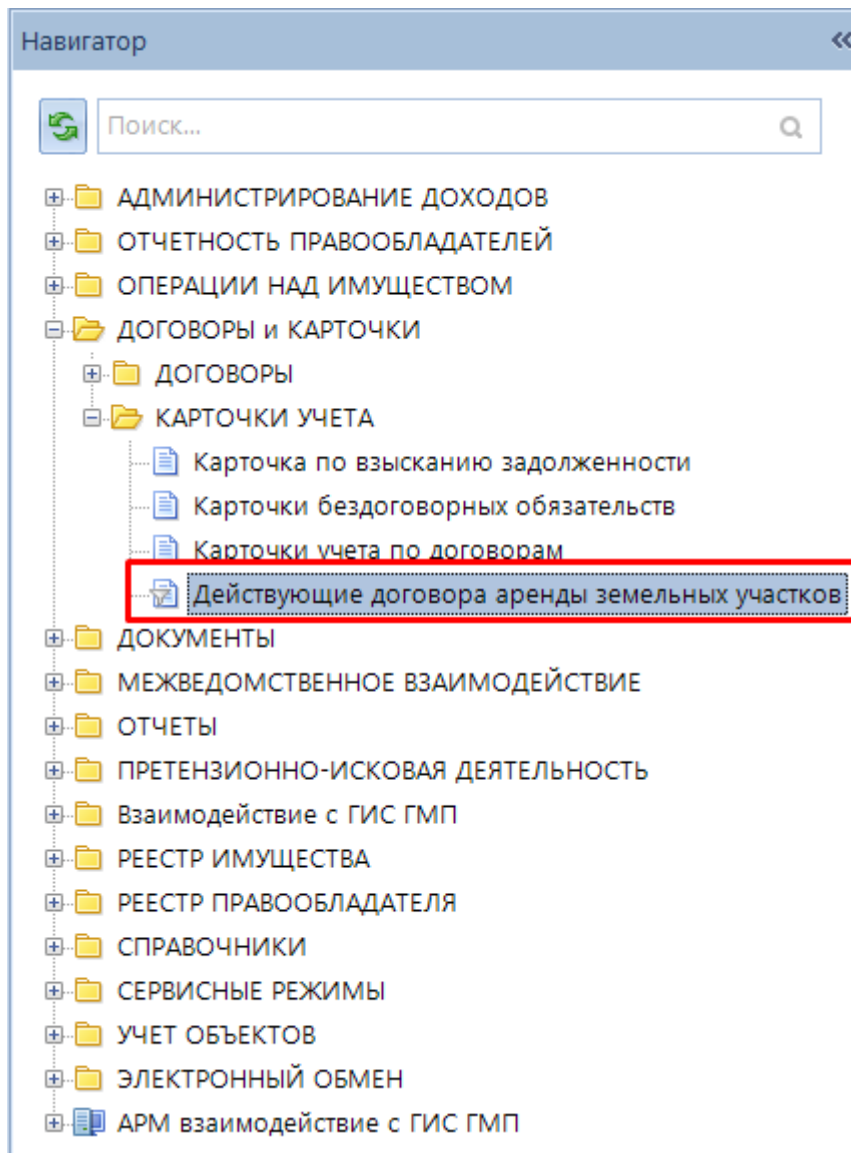 Навигатор
Поиск...
АДМИНИСТРИРОВАНИЕ ДОХОДОВ
ОТЧЕТНОСТЬ ПРАВООБЛАДАТЕЛЕЙ
ОПЕРАЦИИ НАД ИМУЩЕСТВОМ
ДОГОВОРЫ и КАРТОЧКИ
ДОГОВОРЫ
КАРТОЧКИ УЧЕТА
Карточка по взысканию задолженности
Карточки бездоговорных обязательств
Карточки учета по договорам
Действующие договора аренды земельных участков
ДОКУМЕНТЫ
МЕЖВЕДОМСТВЕННОЕ ВЗАИМОДЕЙСТВИЕ
ОТЧЕТЫ
ПРЕТЕНЗИОННО-ИСКОВАЯ ДЕЯТЕЛЬНОСТЬ
Взаимодействие с ГИС ГМП
РЕЕСТР ИМУЩЕСТВА
РЕЕСТР ПРАВООБЛАДАТЕЛЯ
СПРАВОЧНИКИ
СЕРВИСНЫЕ РЕЖИМЫ
УЧЕТ ОБЪЕКТОВ
ЭЛЕКТРОННЫЙ ОБМЕН
АРМ взаимодействие с ГИС ГМП